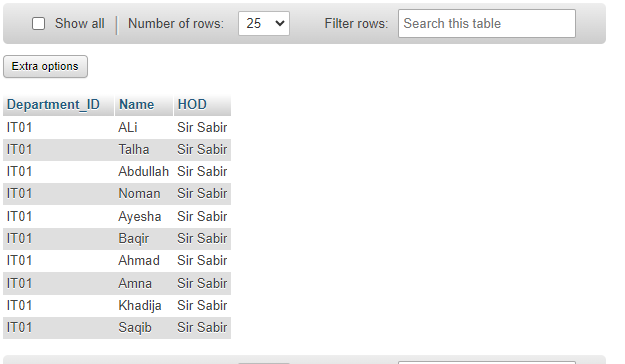 Show all Number of rows: 25 Filter rows: Search this table
Extra options
Department_ID Name HOD
IT01 ALi Sir Sabir
IT01 Talha Sir Sabir
IT01 Abdullah Sir Sabir
IT01 Noman Sir Sabir
IT01 Ayesha Sir Sabir
IT01 Baqir Sir Sabir
IT01 Ahmad Sir Sabir
IT01 Amna Sir Sabir
IT01 Khadija Sir Sabir
IT01 Saqib Sir Sabir